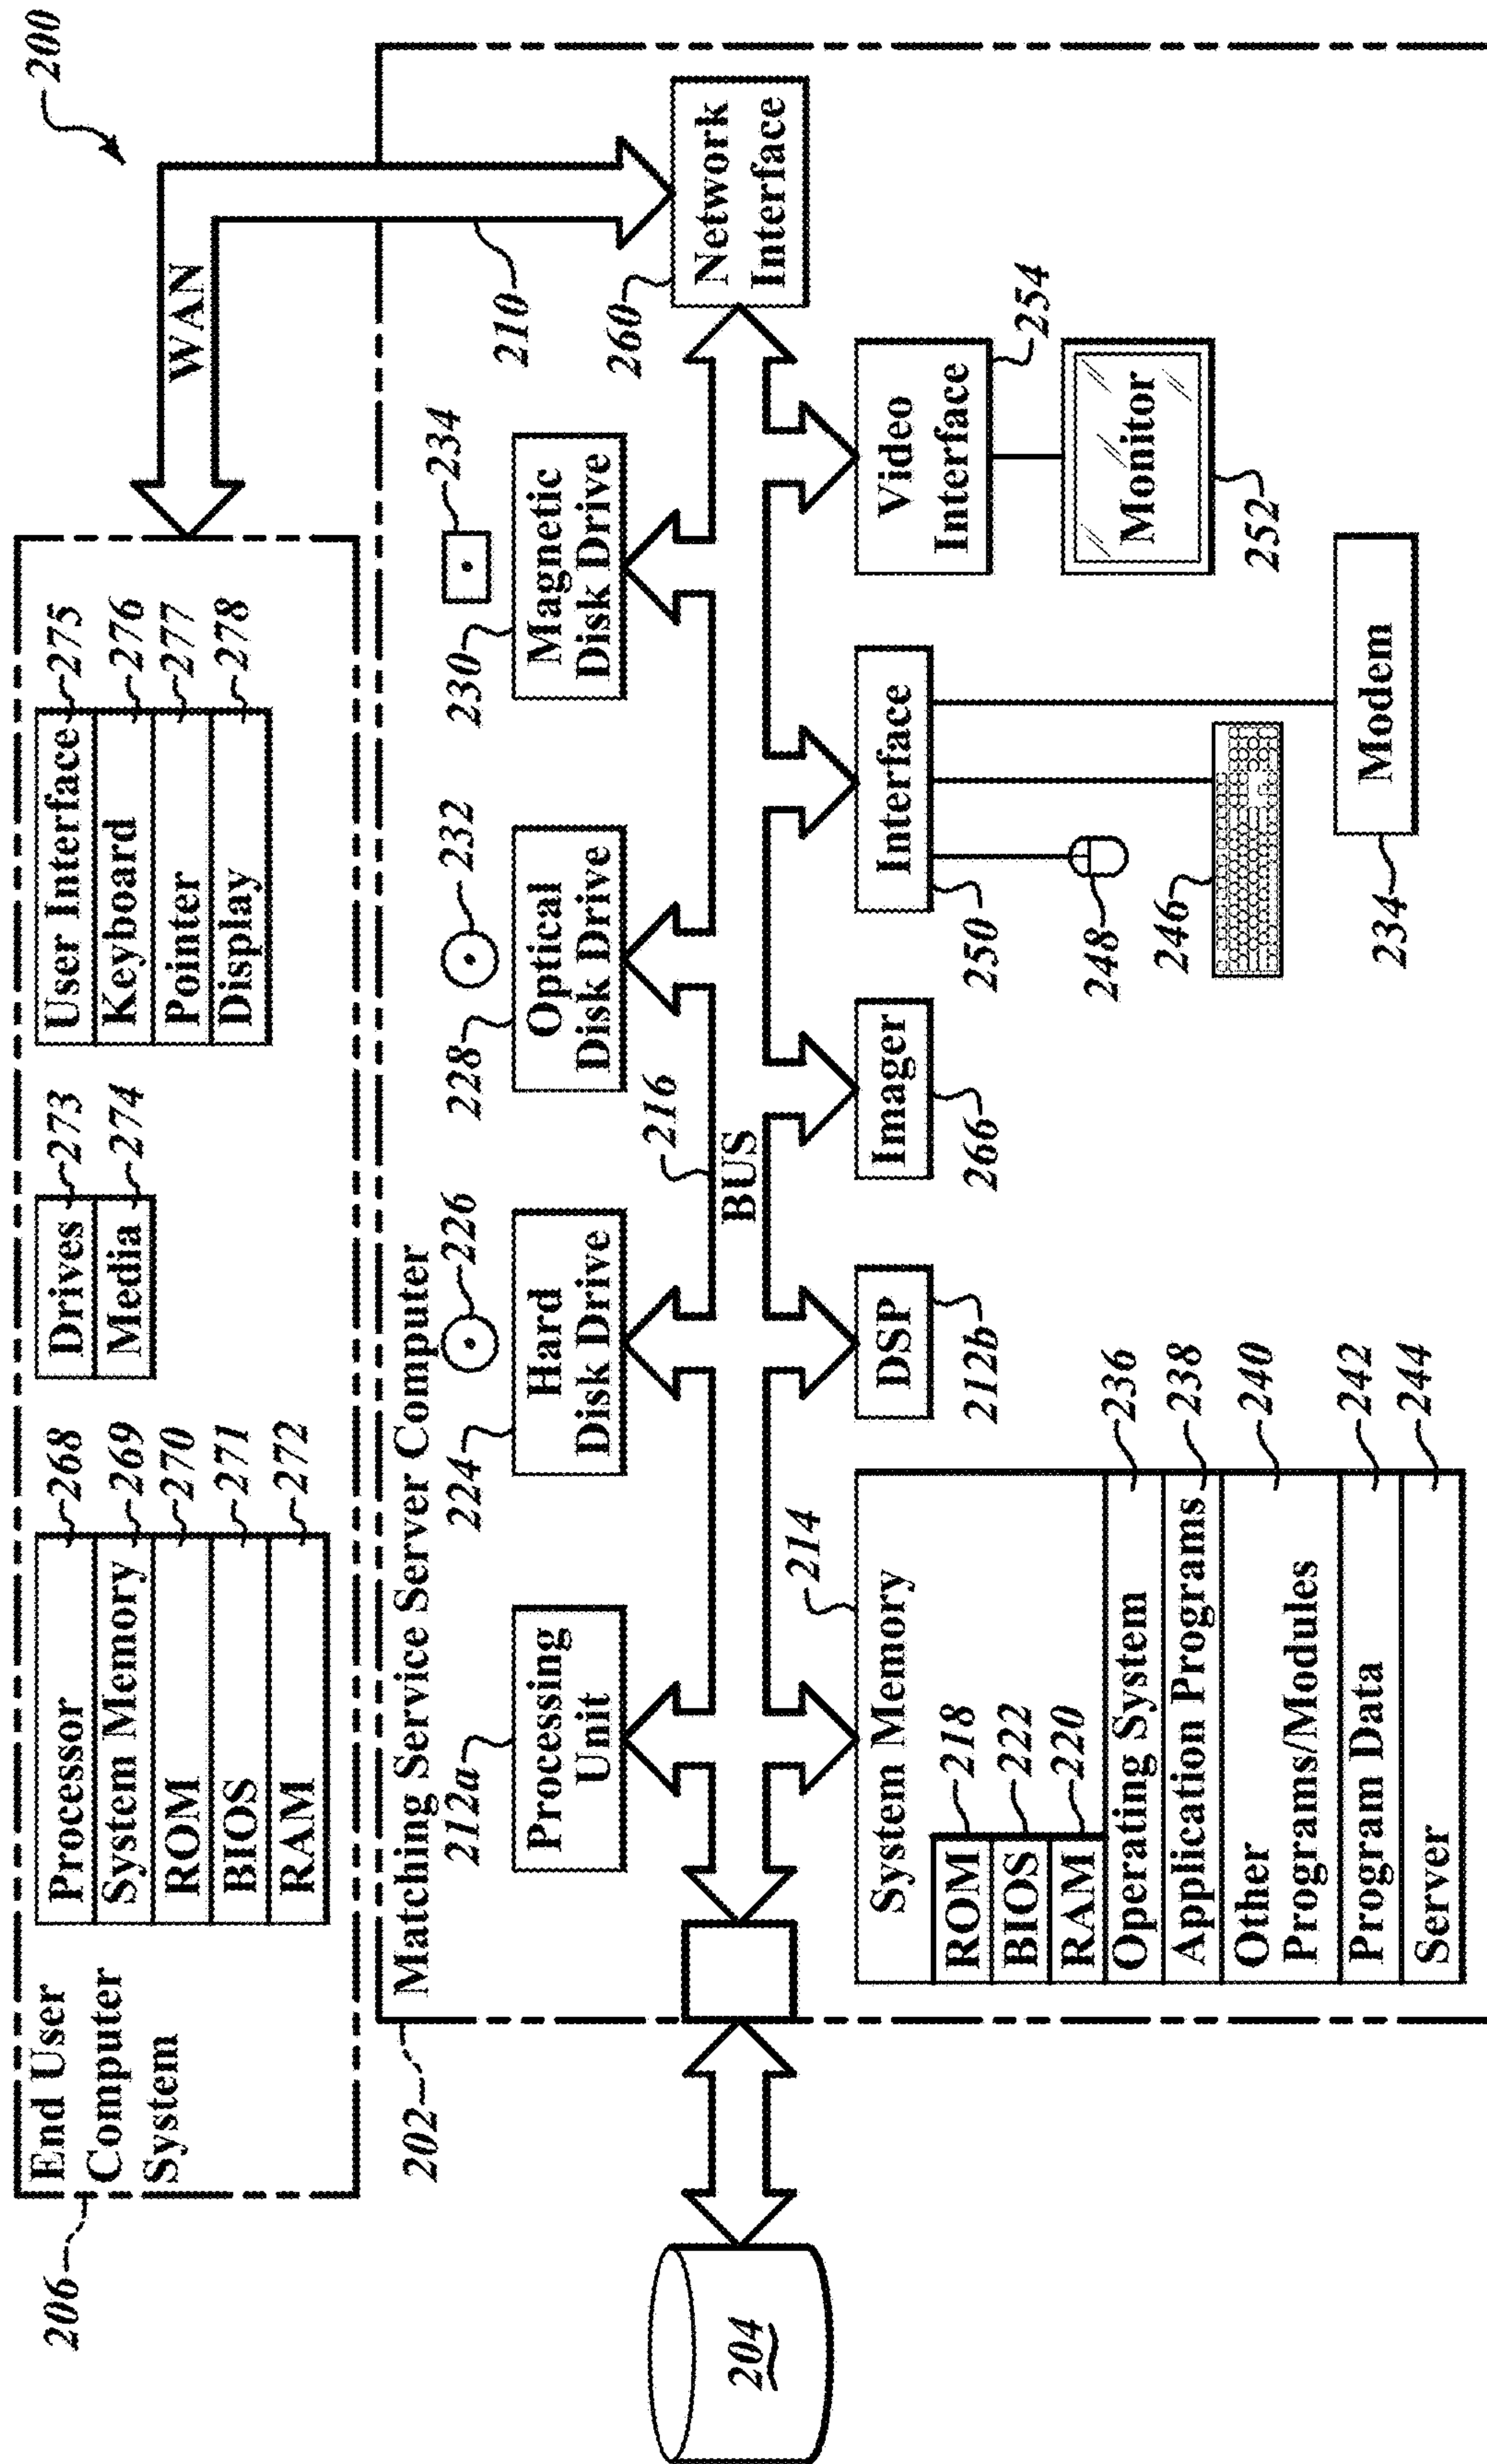 200
End User
Computer
System
206
Processor
268
System Memory
269
ROM
270
BIOS
271
RAM
272
Drives
273
Media
274
User Interface
275
Keyboard
276
Pointer
277
Display
278
WAN
210
Matching Service Server Computer
202
212a
Processing
Unit
224
Hard
Disk Drive
226
228
Optical
Disk Drive
232
230
Magnetic
Disk Drive
234
260
Network
Interface
216
BUS
204
214
System Memory
ROM
218
BIOS
222
RAM
220
Operating System
236
Application Programs
238
Other
Programs/Modules
240
Program Data
242
Server
244
DSP
212b
Imager
266
Interface
250
248
246
Modem
234
Video
Interface
254
Monitor
252